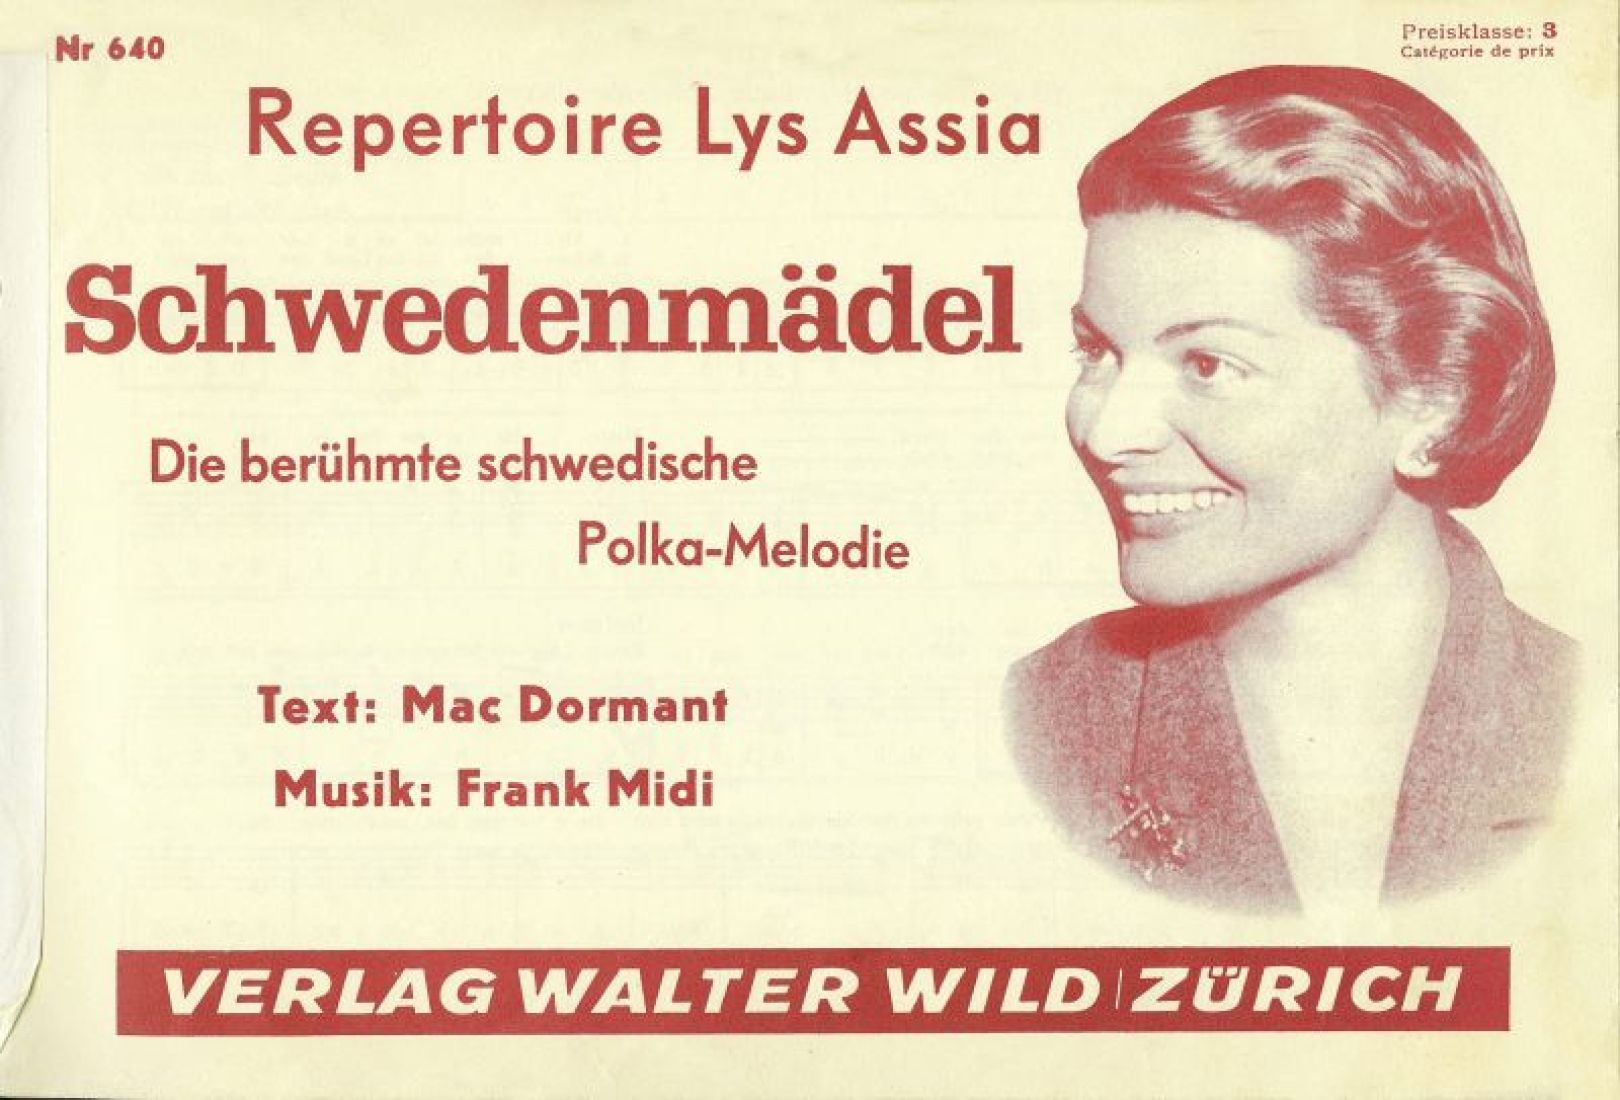 Nr 640
Preisklasse: 3
Catégorie de prix
Repertoire Lys Assia
Schwedenmädel
Die berühmte schwedische
Polka-Melodie
Text: Mac Dormant
Musik: Frank Midi
VERLAG WALTER WILD | ZÜRICH